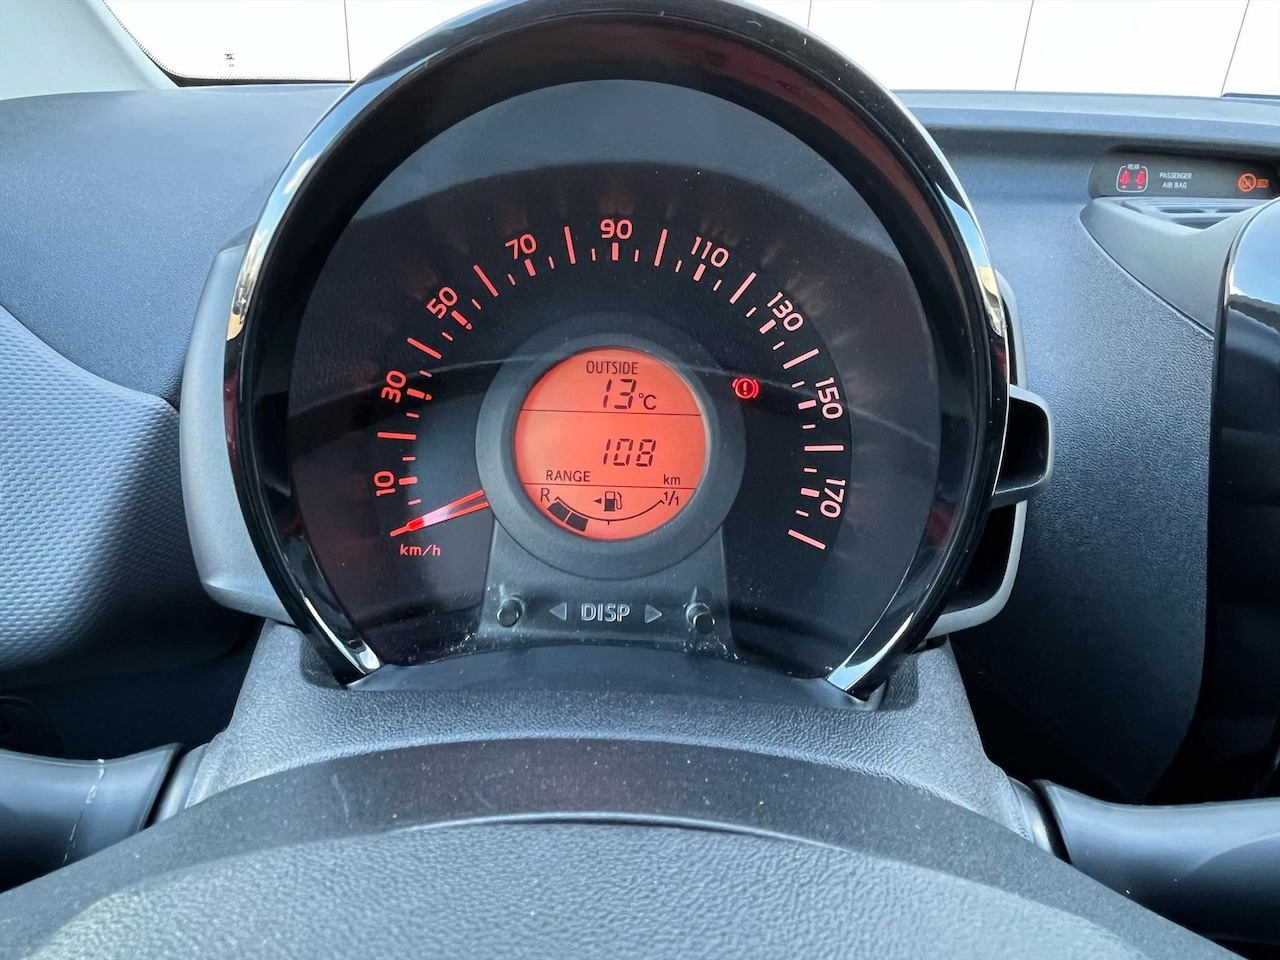 REAR
PASSENGER
AIR BAG
10
30
50
70
90
110
130
150
170
km/h
OUTSIDE
13°C
108
RANGE km
R 1/1
DISP